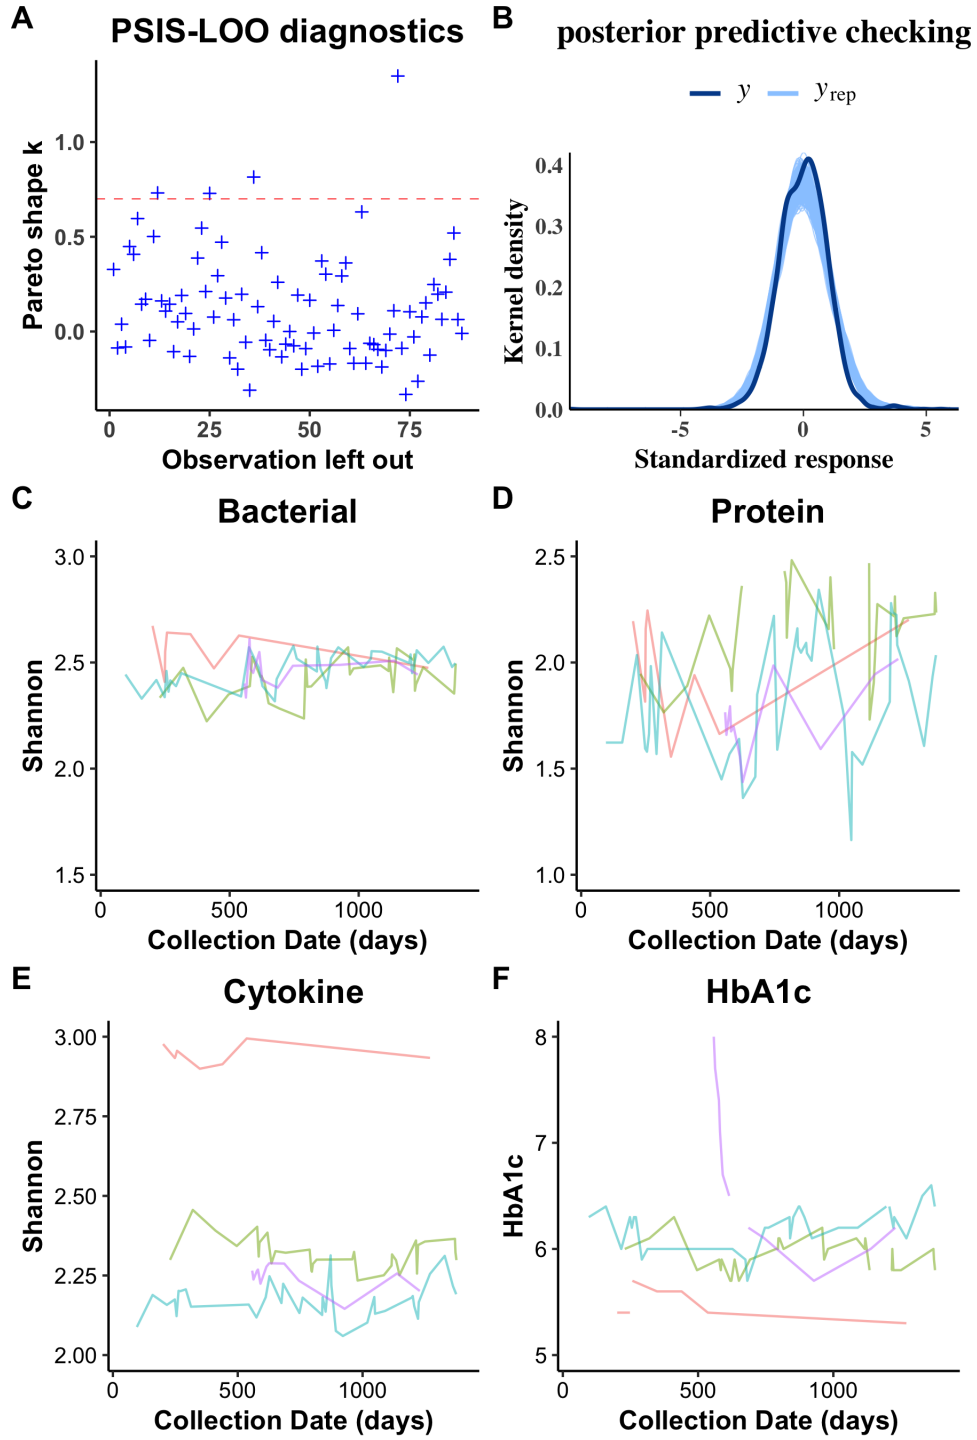 A
PSIS-LOO diagnostics
Pareto shape k
1.0
0.5
0.0
0 25 50 75
Observation left out
B
posterior predictive checking
y yrep
Kernel density
0.4
0.3
0.2
0.1
0.0
-5 0 5
Standardized response
C
Bacterial
Shannon
3.0
2.5
2.0
1.5
0 500 1000
Collection Date (days)
D
Protein
Shannon
2.5
2.0
1.5
1.0
0 500 1000
Collection Date (days)
E
Cytokine
Shannon
3.00
2.75
2.50
2.25
2.00
0 500 1000
Collection Date (days)
F
HbA1c
HbA1c
8
7
6
5
0 500 1000
Collection Date (days)